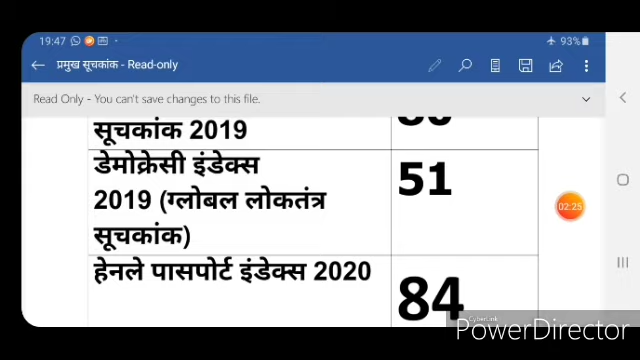 19:47
93%
प्रमुख सूचकांक - Read-only
Read Only - You can't save changes to this file.
सूचकांक 2019
डेमोक्रेसी इंडेक्स
2019 (ग्लोबल लोकतंत्र
सूचकांक)
51
02:25
हेनले पासपोर्ट इंडेक्स 2020
84
CyberLink
PowerDirector